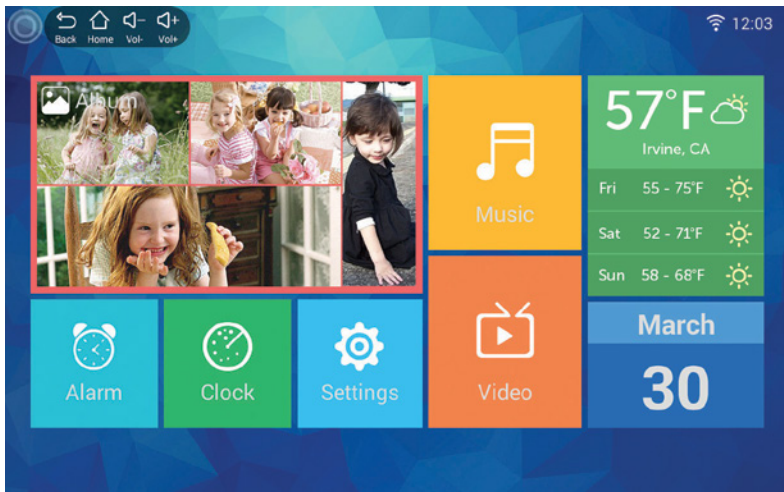 Back Home Vol- Vol+
12:03
Album
Music
57°F
Irvine, CA
Fri 55 - 75°F
Sat 52 - 71°F
Sun 58 - 68°F
Alarm
Clock
Settings
Video
March
30